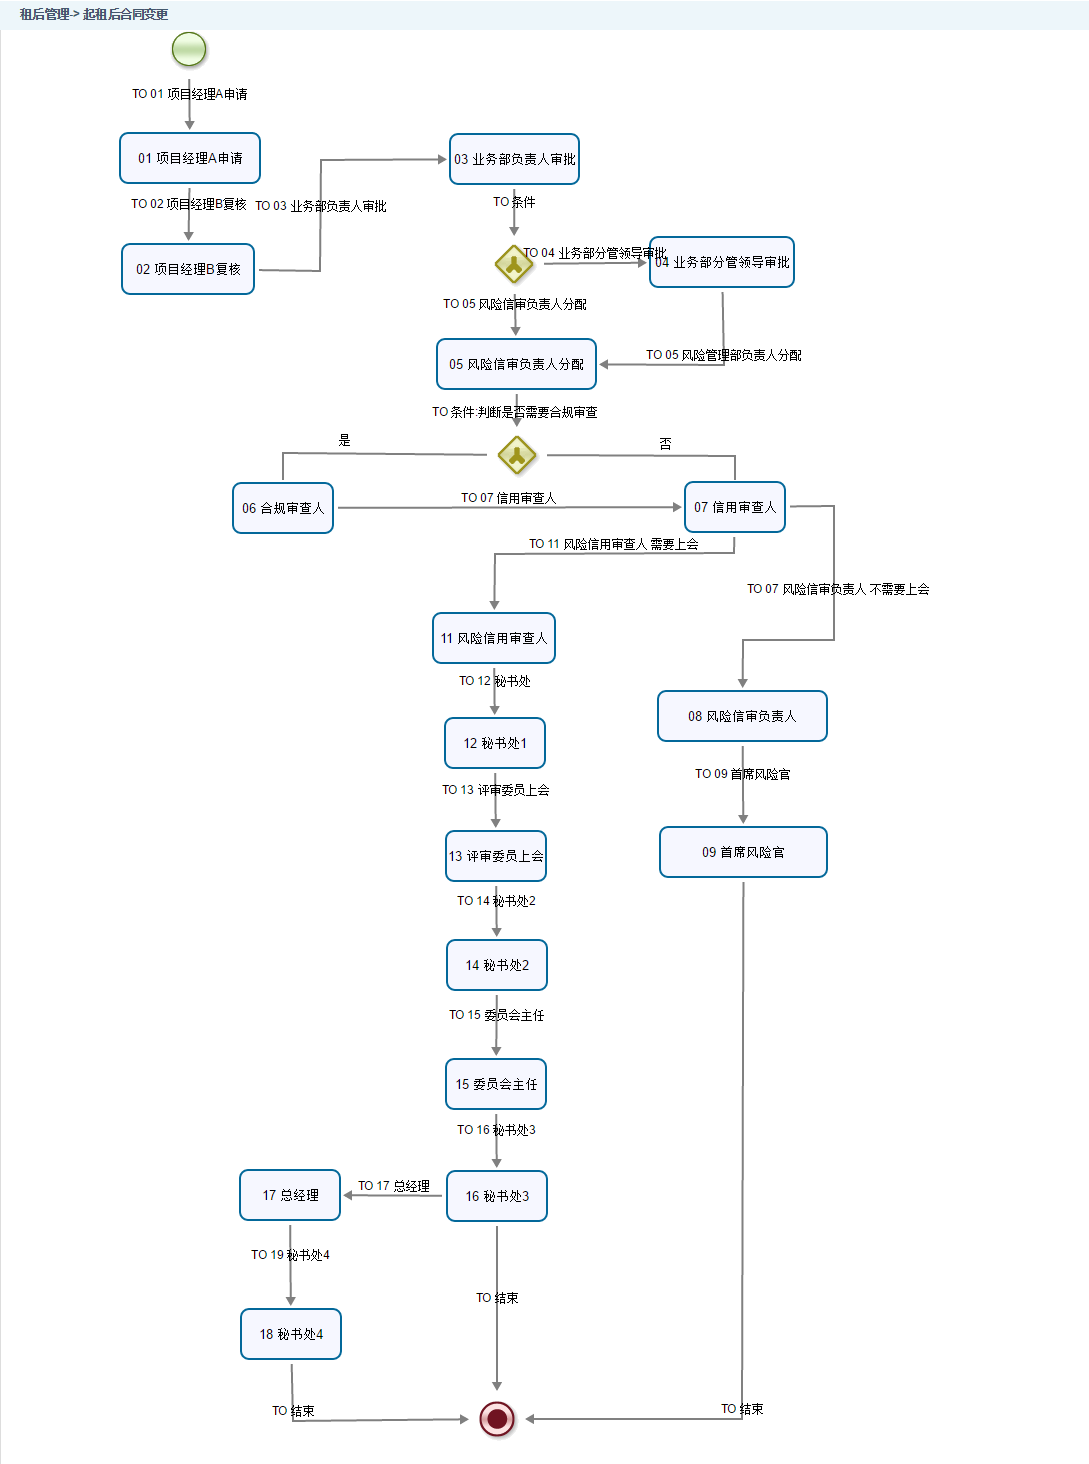 租后管理-> 起租后合同变更
TO 01 项目经理A申请
01 项目经理A申请
03 业务部负责人审批
TO 02 项目经理B复核
TO 03 业务部负责人审批
TO 条件
02 项目经理B复核
TO 04 业务部分管领导审批
04 业务部分管领导审批
TO 05 风险信审负责人分配
TO 05 风险管理部负责人分配
05 风险信审负责人分配
TO 条件:判断是否需要合规审查
是
否
06 合规审查人
TO 07 信用审查人
07 信用审查人
TO 11 风险信用审查人 需要上会
TO 07 风险信审负责人 不需要上会
11 风险信用审查人
TO 12 秘书处
08 风险信审负责人
12 秘书处1
TO 09 首席风险官
TO 13 评审委员上会
13 评审委员上会
09 首席风险官
TO 14 秘书处2
14 秘书处2
TO 15 委员会主任
15 委员会主任
TO 16 秘书处3
17 总经理
TO 17 总经理
16 秘书处3
TO 19 秘书处4
TO 结束
18 秘书处4
TO 结束
TO 结束